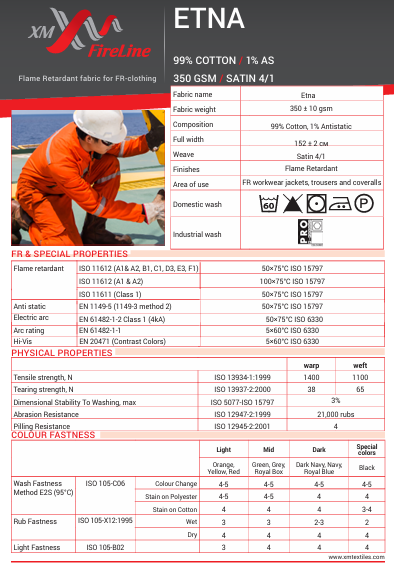 XM
FireLine
Flame Retardant fabric for FR-clothing
ETNA
99% COTTON / 1% AS
350 GSM / SATIN 4/1
Fabric name Etna
Fabric weight 350 ± 10 gsm
Composition 99% Cotton, 1% Antistatic
Full width 152 ± 2 см
Weave Satin 4/1
Finishes Flame Retardant
Area of use FR workwear jackets, trousers and coveralls
Domestic wash 60 P
Industrial wash PRO
FR & SPECIAL PROPERTIES
Flame retardant ISO 11612 (A1& A2, B1, C1, D3, E3, F1) 50×75°C ISO 15797
ISO 11612 (A1 & A2) 100×75°C ISO 15797
ISO 11611 (Class 1) 50×75°C ISO 15797
Anti static EN 1149-5 (1149-3 method 2) 50×75°C ISO 15797
Electric arc EN 61482-1-2 Class 1 (4kA) 50×75°C ISO 6330
Arc rating EN 61482-1-1 5×60°C ISO 6330
Hi-Vis EN 20471 (Contrast Colors) 5×60°C ISO 6330
PHYSICAL PROPERTIES
warp weft
Tensile strength, N ISO 13934-1:1999 1400 1100
Tearing strength, N ISO 13937-2:2000 38 65
Dimensional Stability To Washing, max ISO 5077-ISO 15797 3%
Abrasion Resistance ISO 12947-2:1999 21,000 rubs
Pilling Resistance ISO 12945-2:2001 4
COLOUR FASTNESS
Light Mid Dark Special colors
Orange, Yellow, Red Green, Grey, Royal Box Dark Navy, Navy, Royal Blue Black
Wash Fastness Method E2S (95°C) ISO 105-C06 Colour Change 4-5 4-5 4-5 4-5
Stain on Polyester 4-5 4-5 4 4
Stain on Cotton 4 4 4 3-4
Rub Fastness ISO 105-X12:1995 Wet 3 3 2-3 2
Dry 4 4 4 4
Light Fastness ISO 105-B02 3 4 4 4
www.xmtextiles.com